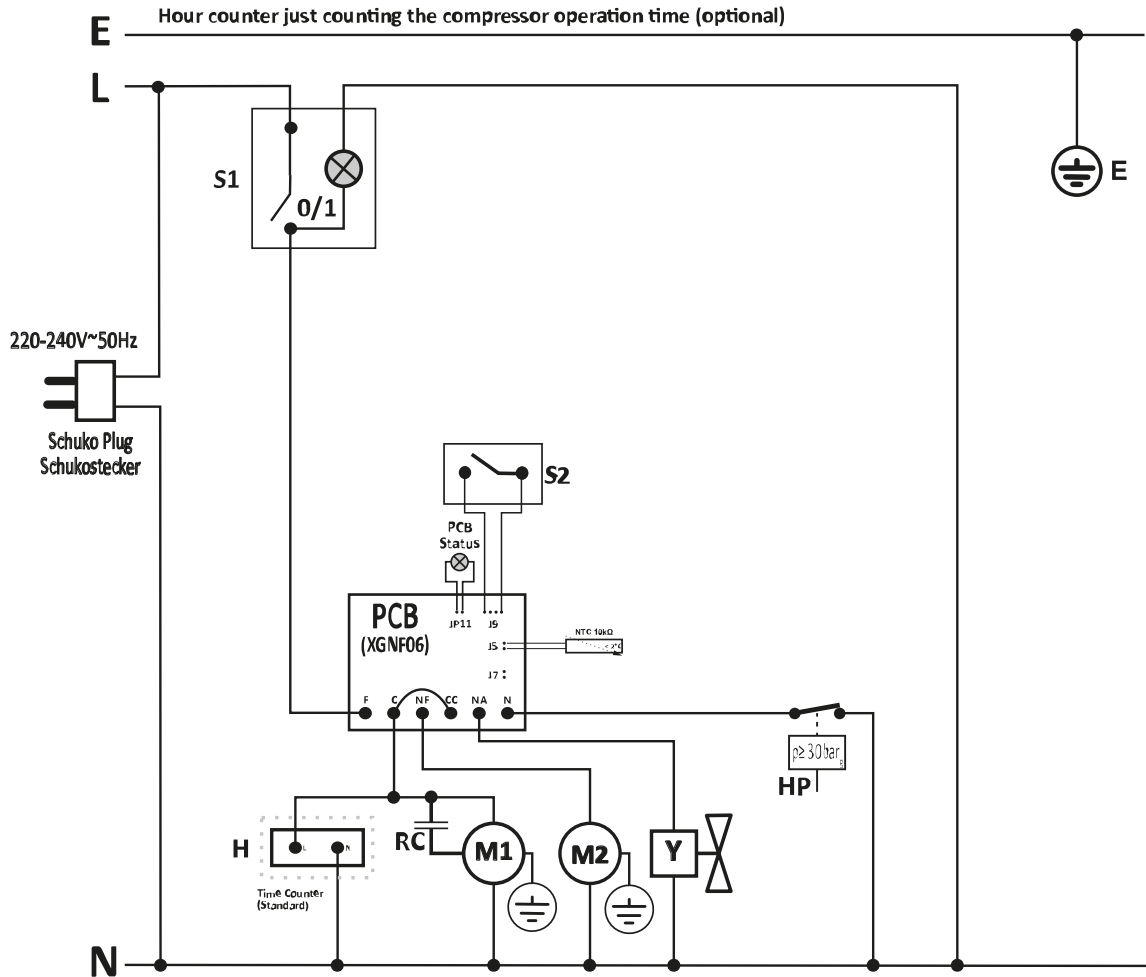 Hour counter just counting the compressor operation time (optional)
E
L
S1
0/1
E
220-240V~50Hz
Schuko Plug
Schukostecker
S2
PCB
Status
PCB
(XGNF06)
JP11 J9
J5
NTC 10kΩ
J7
F C NF CC NA N
p≥30bar
HP
H
L N
RC
M1
M2
Y
Time Counter
(Standard)
N